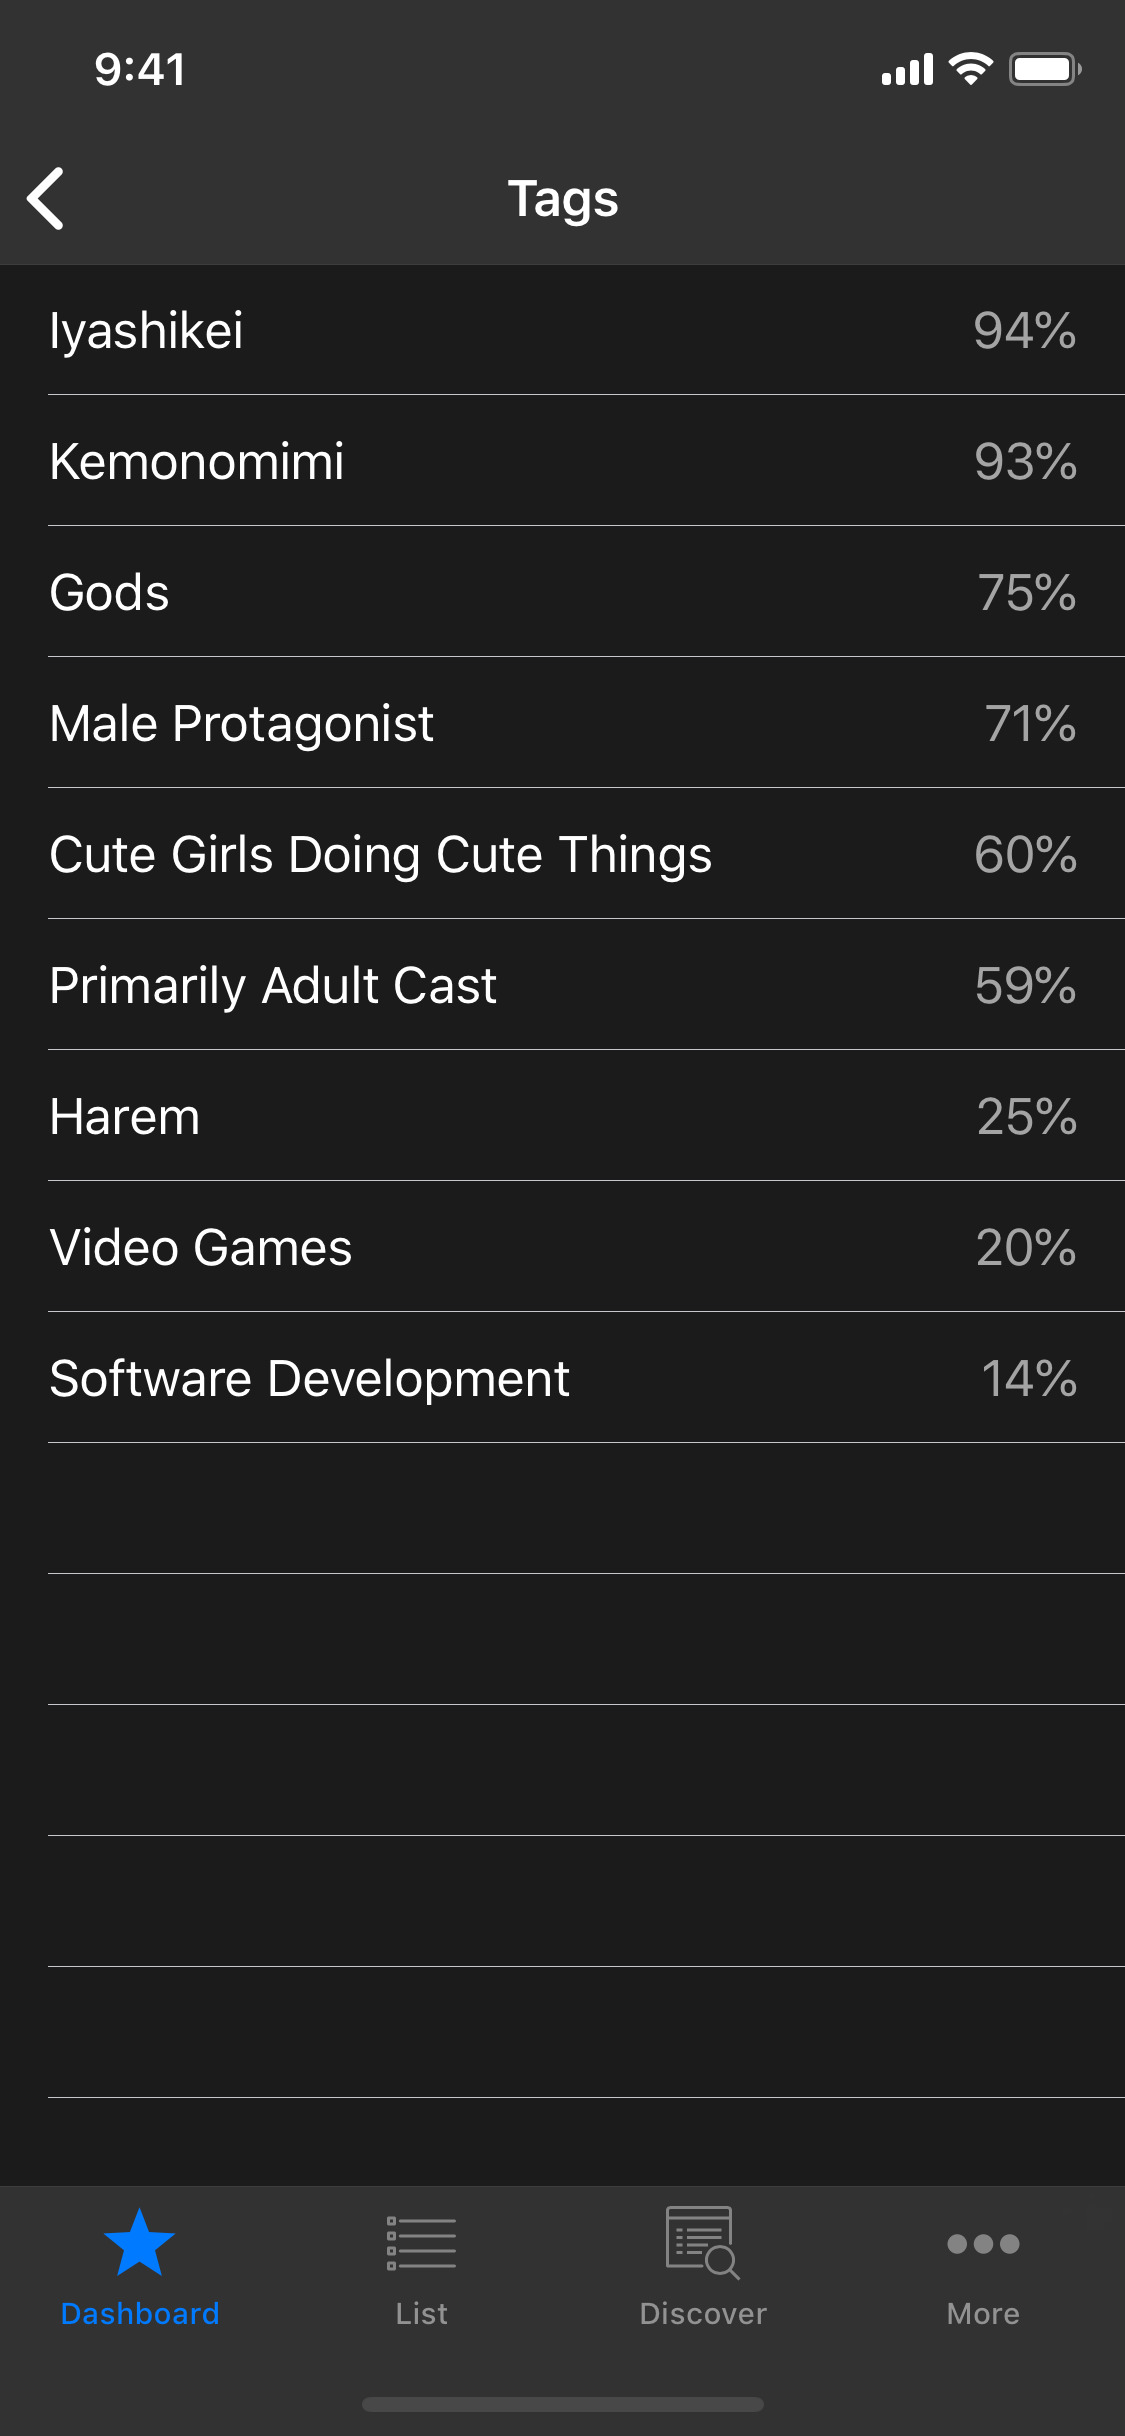 9:41
Tags
Iyashikei 94%
Kemonomimi 93%
Gods 75%
Male Protagonist 71%
Cute Girls Doing Cute Things 60%
Primarily Adult Cast 59%
Harem 25%
Video Games 20%
Software Development 14%
Dashboard List Discover More